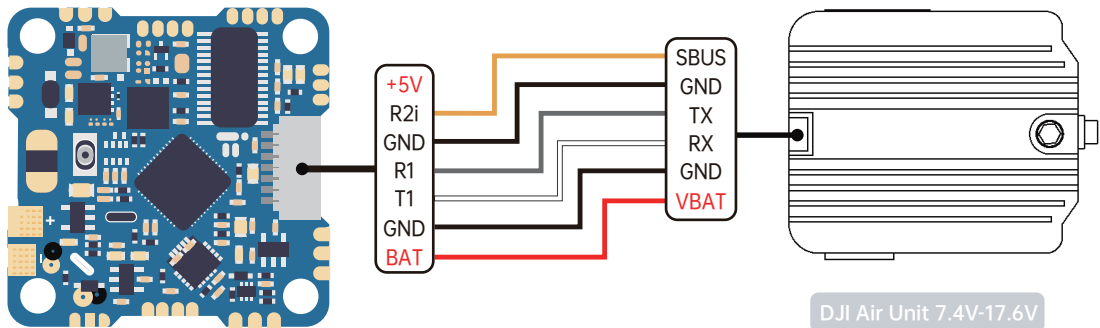 +5V
R2i
GND
R1
T1
GND
BAT
SBUS
GND
TX
RX
GND
VBAT
+
DJI Air Unit 7.4V-17.6V